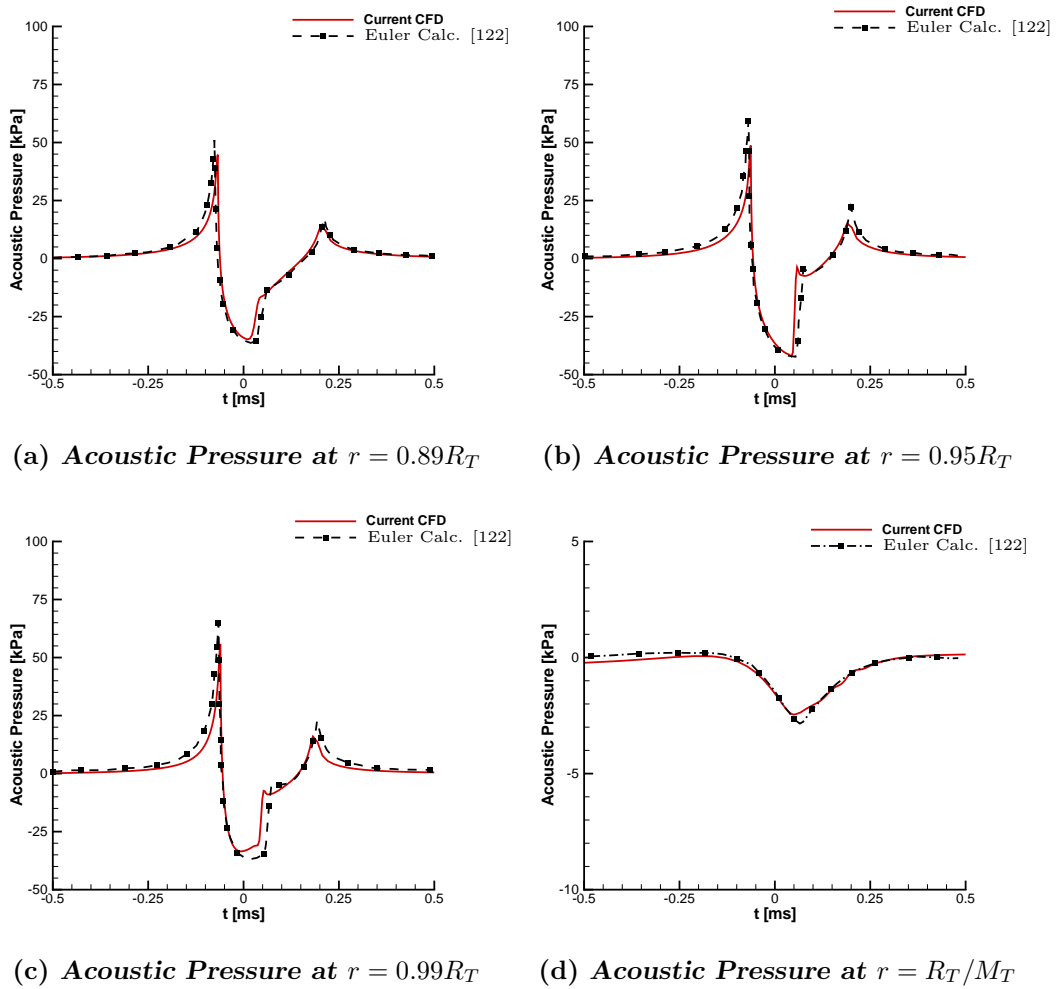 Current CFD
Euler Calc. [122]
Acoustic Pressure [kPa]
100
75
50
25
0
-25
-50
-0.5
-0.25
0
0.25
0.5
t [ms]
(a) Acoustic Pressure at r = 0.89R_T
Current CFD
Euler Calc. [122]
Acoustic Pressure [kPa]
100
75
50
25
0
-25
-50
-0.5
-0.25
0
0.25
0.5
t [ms]
(b) Acoustic Pressure at r = 0.95R_T
Current CFD
Euler Calc. [122]
Acoustic Pressure [kPa]
100
75
50
25
0
-25
-50
-0.5
-0.25
0
0.25
0.5
t [ms]
(c) Acoustic Pressure at r = 0.99R_T
Current CFD
Euler Calc. [122]
Acoustic Pressure [kPa]
5
0
-5
-10
-0.5
-0.25
0
0.25
0.5
t [ms]
(d) Acoustic Pressure at r = R_T/M_T